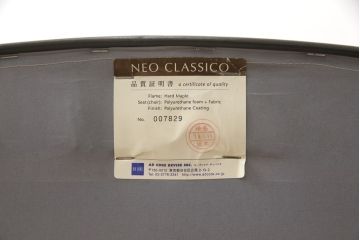 NEO CLASSICO
品質証明書 a certificate of quality
Flame: Hard Maple
Seat(chair): Polyurethane foam + Fabric
Finish: Polyurethane Coating
No. 007829
AD CORE DEVISE INC.